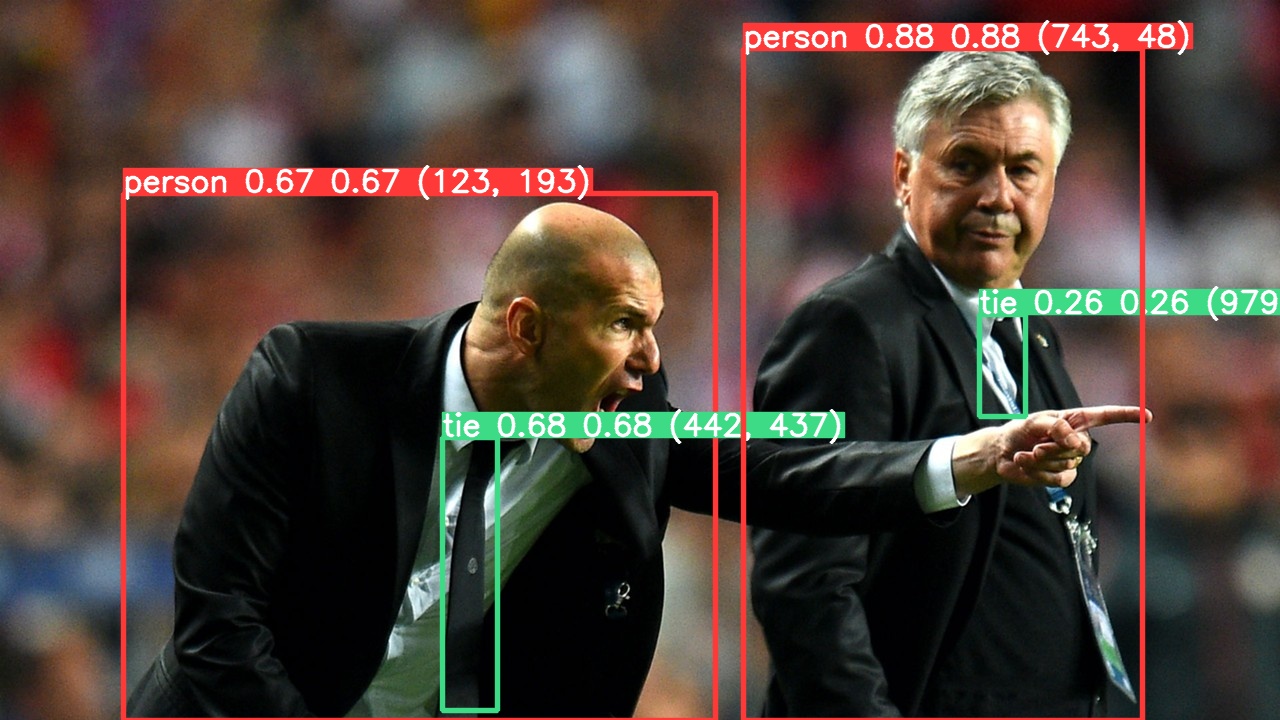 person 0.88 0.88 (743, 48)
person 0.67 0.67 (123, 193)
tie 0.26 0.26 (979
tie 0.68 0.68 (442, 437)